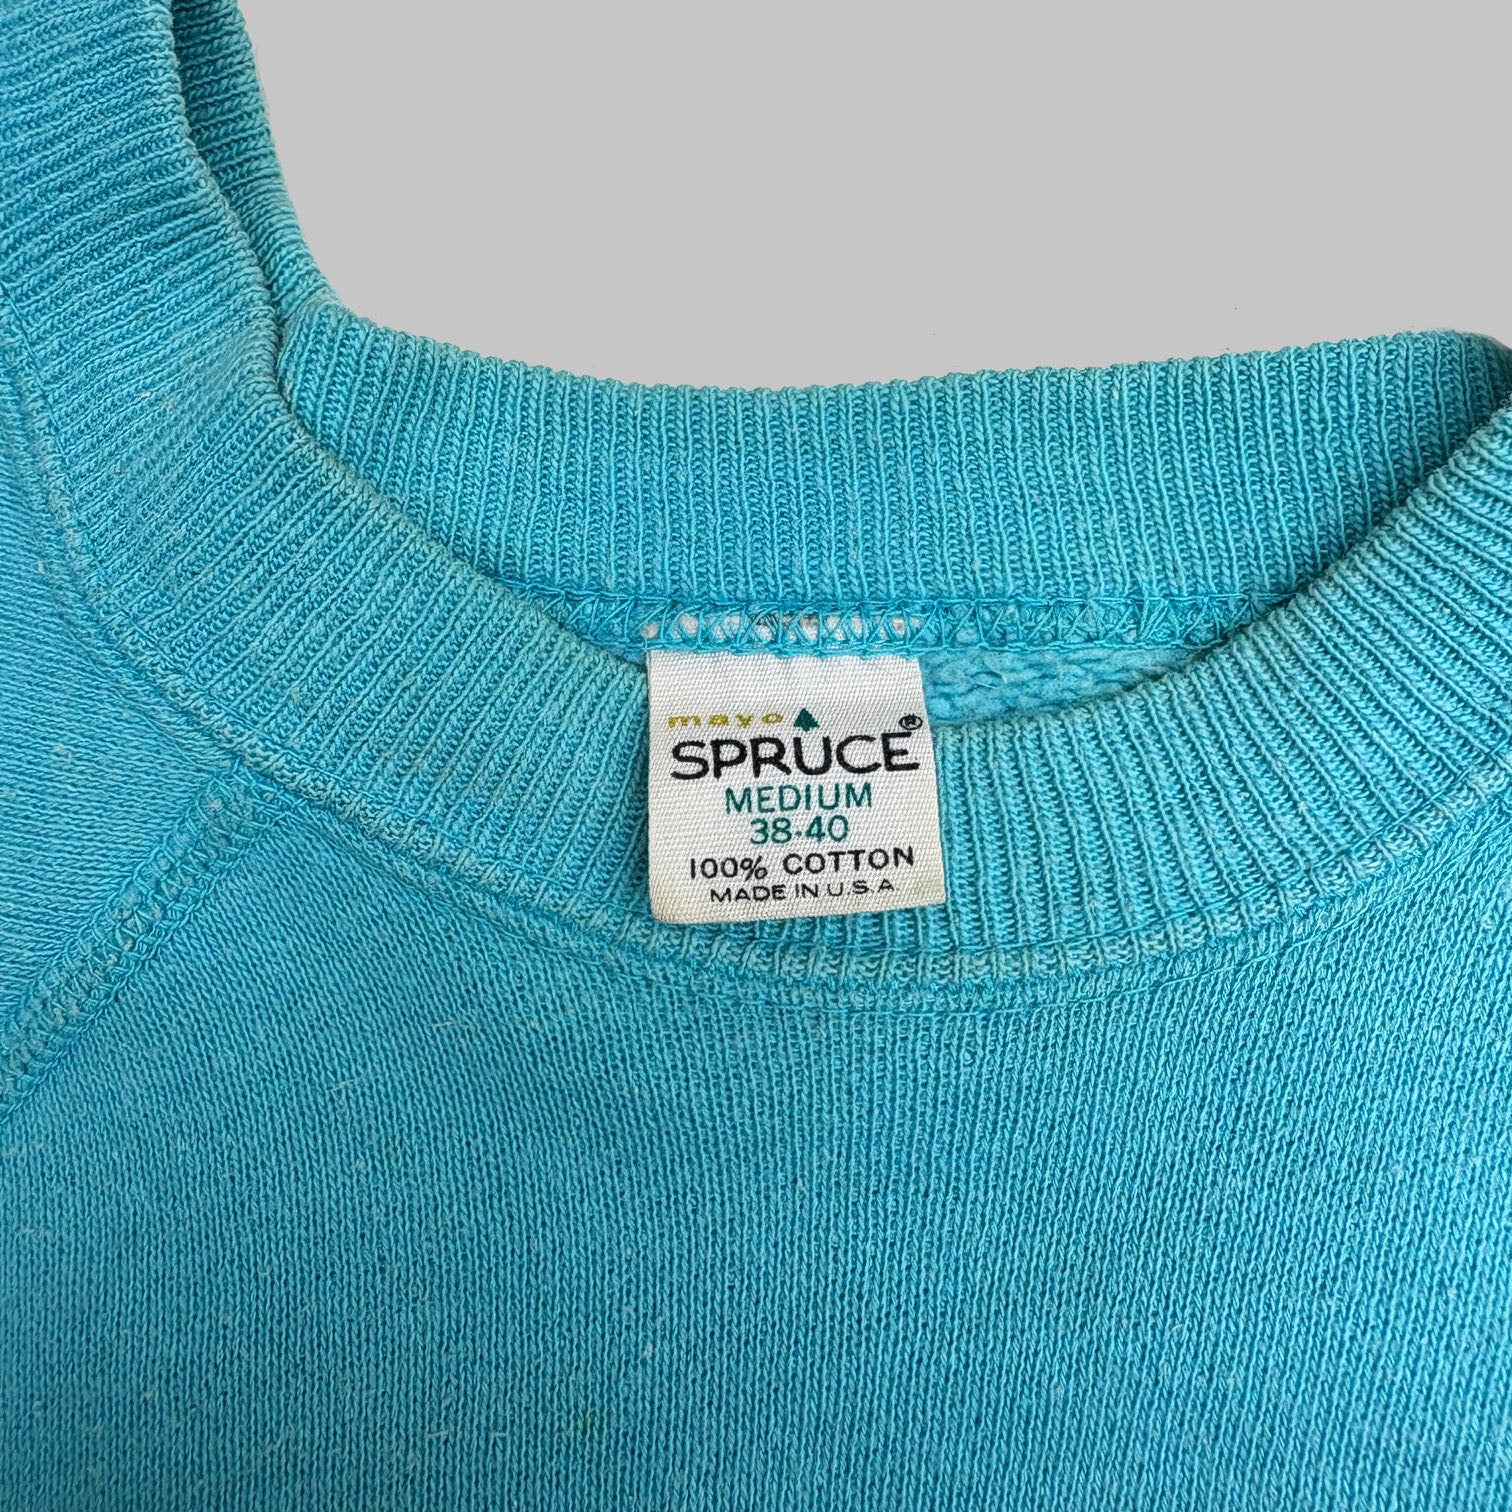 mayo
SPRUCE®
MEDIUM
38-40
100% COTTON
MADE IN U.S.A.